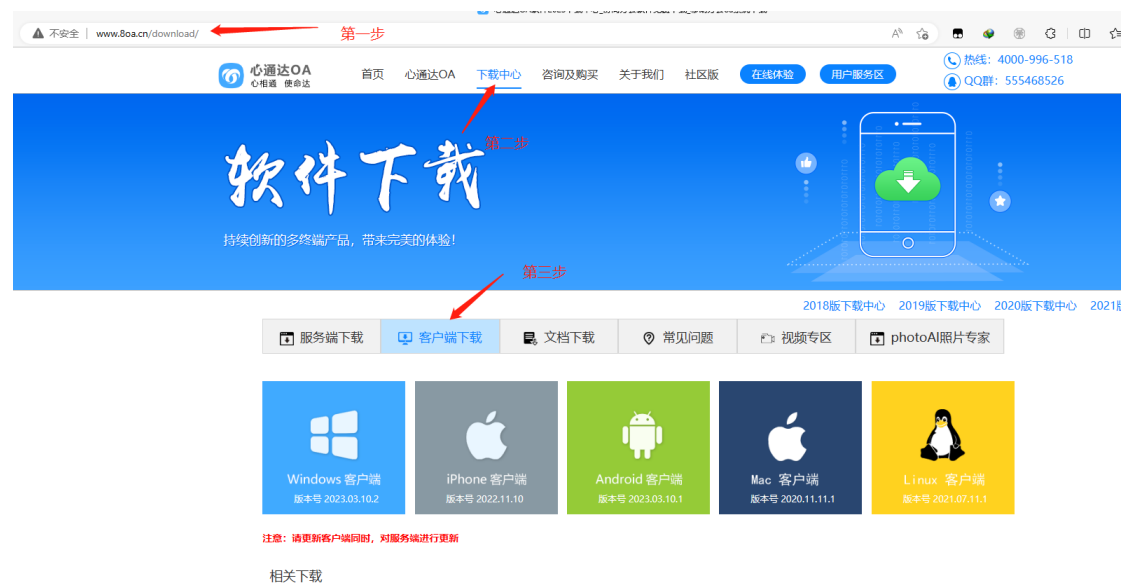 不安全 | www.8oa.cn/download/
第一步
心通达OA
心相通 使命达
首页 心通达OA 下载中心 咨询及购买 关于我们 社区版 在线体验 用户服务区
热线：4000-996-518
QQ群：555468526
第二步
软件下载
持续创新的多终端产品，带来完美的体验！
第三步
2018版下载中心 2019版下载中心 2020版下载中心 2021
服务端下载 客户端下载 文档下载 常见问题 视频专区 photoAI照片专家
Windows 客户端 iPhone 客户端 Android 客户端 Mac 客户端 Linux 客户端
版本号 2023.03.10.2 版本号 2022.11.10 版本号 2023.03.10.1 版本号 2020.11.11.1 版本号 2021.07.11.1
注意：请更新客户端同时，对服务端进行更新
相关下载